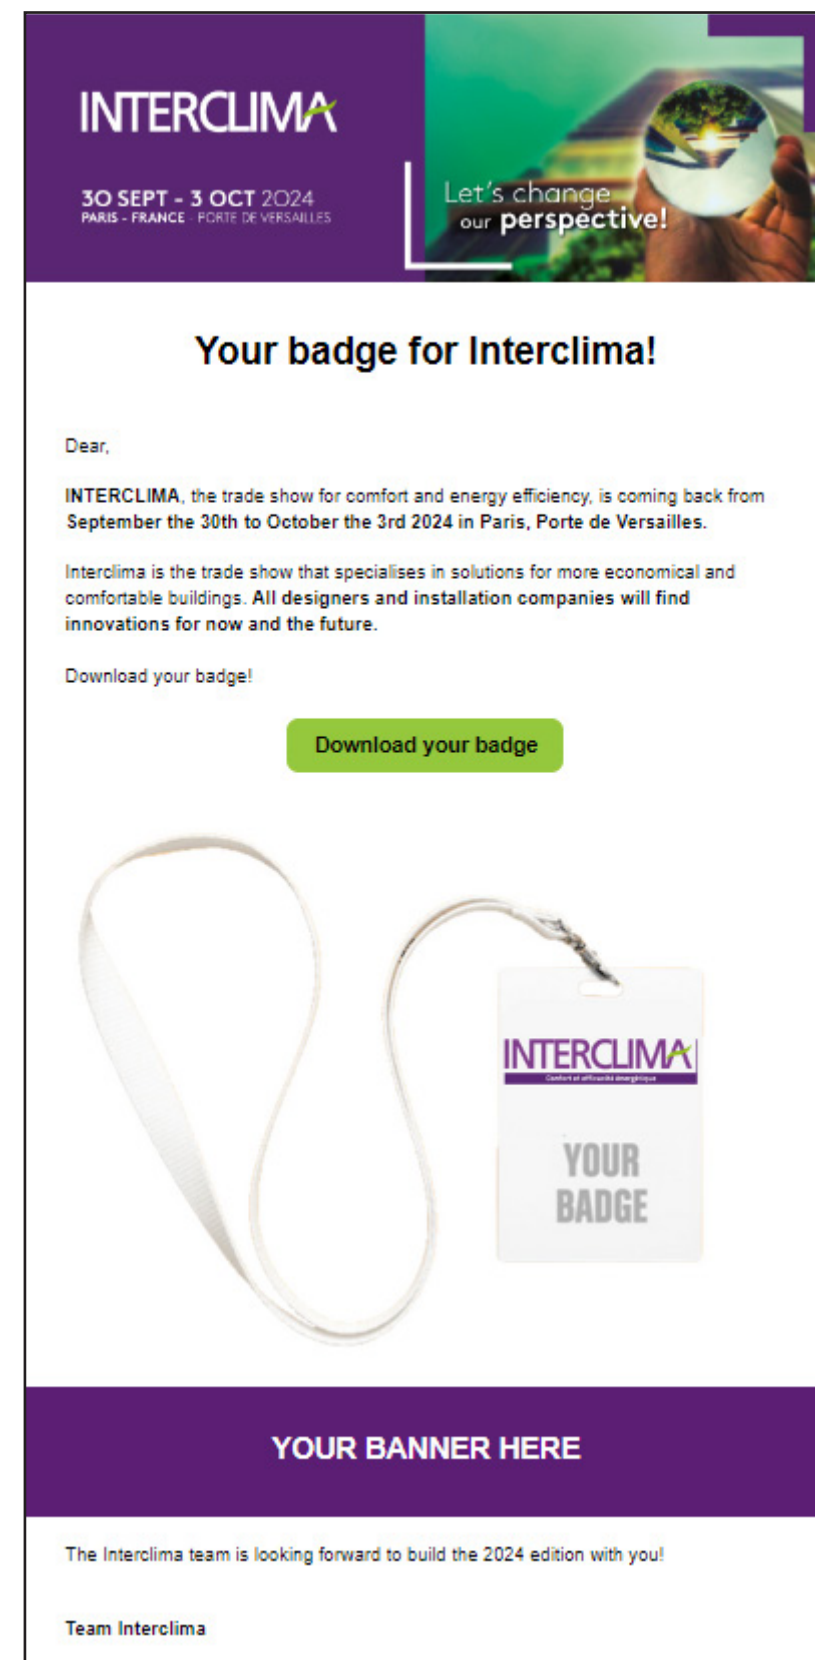 INTERCLIMA
30 SEPT - 3 OCT 2024
PARIS - FRANCE - PORTE DE VERSAILLES
Let's change
our perspective!
Your badge for Interclima!
Dear,
INTERCLIMA, the trade show for comfort and energy efficiency, is coming back from
September the 30th to October the 3rd 2024 in Paris, Porte de Versailles.
Interclima is the trade show that specialises in solutions for more economical and
comfortable buildings. All designers and installation companies will find
innovations for now and the future.
Download your badge!
Download your badge
INTERCLIMA
Confort et efficacité énergétique
YOUR
BADGE
YOUR BANNER HERE
The Interclima team is looking forward to build the 2024 edition with you!
Team Interclima